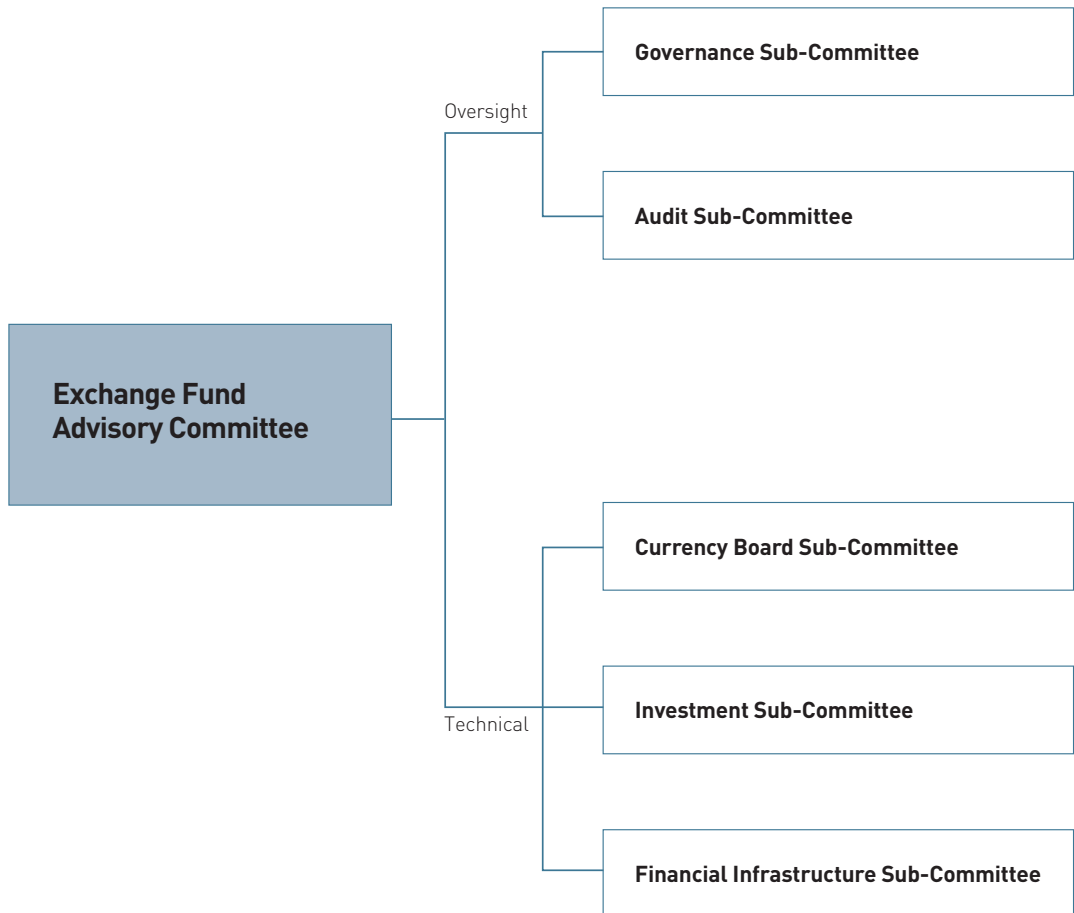 Governance Sub-Committee
Oversight
Audit Sub-Committee
Exchange Fund
Advisory Committee
Currency Board Sub-Committee
Investment Sub-Committee
Technical
Financial Infrastructure Sub-Committee